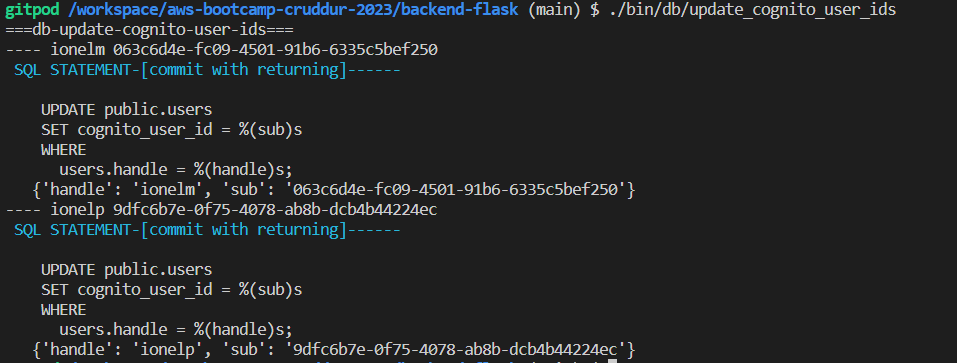 gitpod /workspace/aws-bootcamp-cruddur-2023/backend-flask (main) $ ./bin/db/update_cognito_user_ids
===db-update-cognito-user-ids===
---- ionelm 063c6d4e-fc09-4501-91b6-6335c5bef250
SQL STATEMENT-[commit with returning]------
UPDATE public.users
SET cognito_user_id = %(sub)s
WHERE
users.handle = %(handle)s;
{'handle': 'ionelm', 'sub': '063c6d4e-fc09-4501-91b6-6335c5bef250'}
---- ionelp 9dfc6b7e-0f75-4078-ab8b-dcb4b44224ec
SQL STATEMENT-[commit with returning]------
UPDATE public.users
SET cognito_user_id = %(sub)s
WHERE
users.handle = %(handle)s;
{'handle': 'ionelp', 'sub': '9dfc6b7e-0f75-4078-ab8b-dcb4b44224ec'}